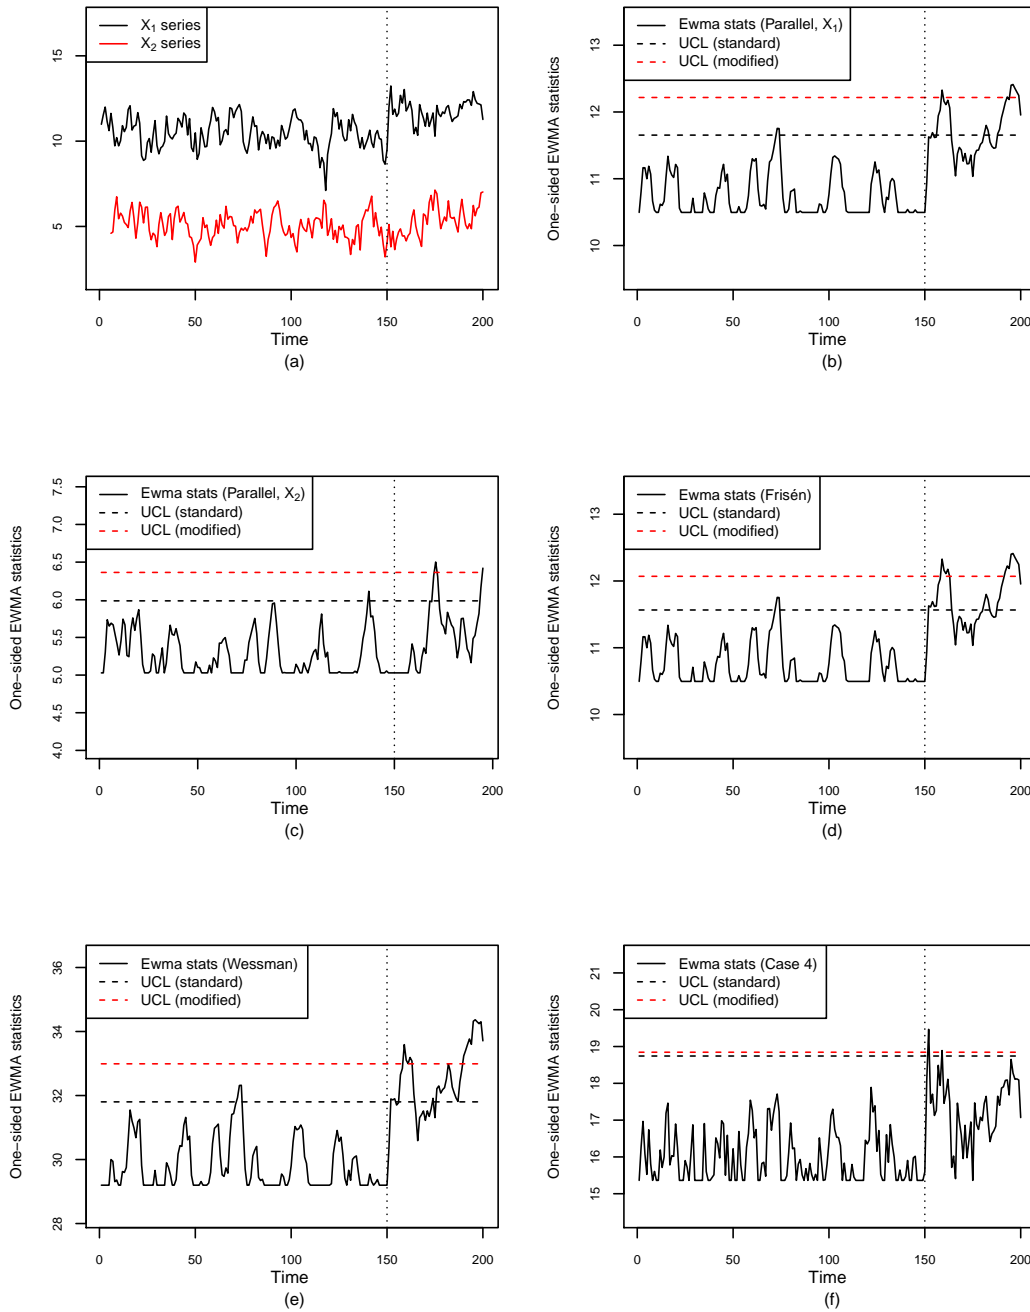 X1 series
X2 series
5
10
15
0
50
100
150
200
Time
(a)
One−sided EWMA statistics
Ewma stats (Parallel, X1)
UCL (standard)
UCL (modified)
10
11
12
13
0
50
100
150
200
Time
(b)
One−sided EWMA statistics
Ewma stats (Parallel, X2)
UCL (standard)
UCL (modified)
4.0
4.5
5.0
5.5
6.0
6.5
7.0
7.5
0
50
100
150
200
Time
(c)
One−sided EWMA statistics
Ewma stats (Frisén)
UCL (standard)
UCL (modified)
10
11
12
13
0
50
100
150
200
Time
(d)
One−sided EWMA statistics
Ewma stats (Wessman)
UCL (standard)
UCL (modified)
28
30
32
34
36
0
50
100
150
200
Time
(e)
One−sided EWMA statistics
Ewma stats (Case 4)
UCL (standard)
UCL (modified)
15
16
17
18
19
20
21
0
50
100
150
200
Time
(f)